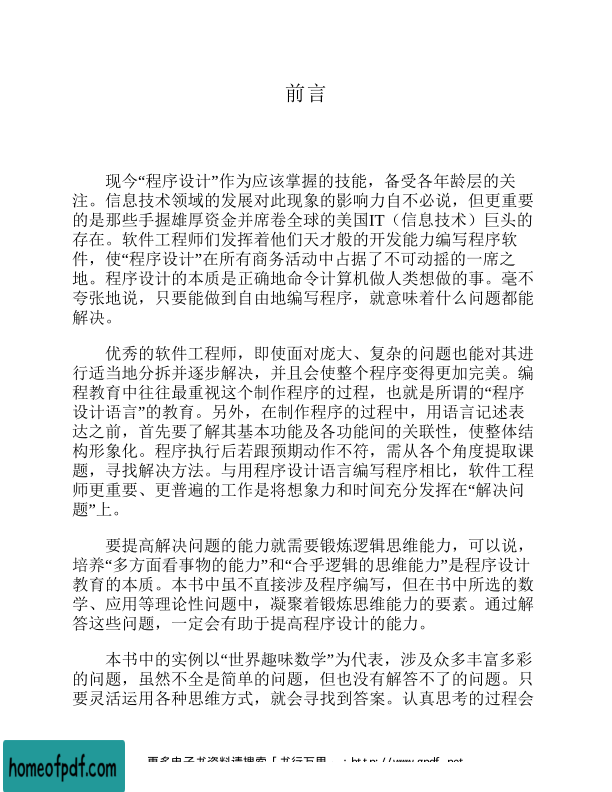 前言
现今“程序设计”作为应该掌握的技能，备受各年龄层的关
注。信息技术领域的发展对此现象的影响力自不必说，但更重要
的是那些手握雄厚资金并席卷全球的美国IT（信息技术）巨头的
存在。软件工程师们发挥着他们天才般的开发能力编写程序软
件，使“程序设计”在所有商务活动中占据了不可动摇的一席之
地。程序设计的本质是正确地命令计算机做人类想做的事。毫不
夸张地说，只要能做到自由地编写程序，就意味着什么问题都能
解决。
优秀的软件工程师，即使面对庞大、复杂的问题也能对其进
行适当地分拆并逐步解决，并且会使整个程序变得更加完美。编
程教育中往往最重视这个制作程序的过程，也就是所谓的“程序
设计语言”的教育。另外，在制作程序的过程中，用语言记述表
达之前，首先要了解其基本功能及各功能间的关联性，使整体结
构形象化。程序执行后若跟预期动作不符，需从各个角度提取课
题，寻找解决方法。与用程序设计语言编写程序相比，软件工程
师更重要、更普遍的工作是将想象力和时间充分发挥在“解决问
题”上。
要提高解决问题的能力就需要锻炼逻辑思维能力，可以说，
培养“多方面看事物的能力”和“合乎逻辑的思维能力”是程序设计
教育的本质。本书中虽不直接涉及程序编写，但在书中所选的数
学、应用等理论性问题中，凝聚着锻炼思维能力的要素。通过解
答这些问题，一定会有助于提高程序设计的能力。
本书中的实例以“世界趣味数学”为代表，涉及众多丰富多彩
的问题，虽然不全是简单的问题，但也没有解答不了的问题。只
要灵活运用各种思维方式，就会寻找到答案。认真思考的过程会
homeofpdf.com